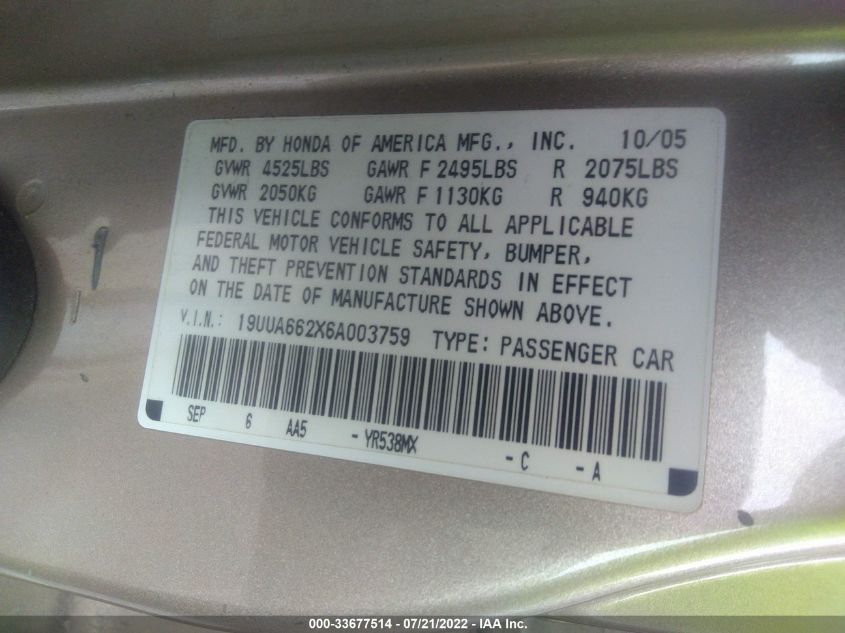 MFD. BY HONDA OF AMERICA MFG., INC. 10/05
GVWR 4525LBS GAWR F 2495LBS R 2075LBS
GVWR 2050KG GAWR F 1130KG R 940KG
THIS VEHICLE CONFORMS TO ALL APPLICABLE
FEDERAL MOTOR VEHICLE SAFETY, BUMPER,
AND THEFT PREVENTION STANDARDS IN EFFECT
ON THE DATE OF MANUFACTURE SHOWN ABOVE.
V.I.N.: 19UUA662X6A003759 TYPE: PASSENGER CAR
SEP 6 AA5 - YR538MX - C - A
000-33677514 / 07/21/2022 - IAA Inc.